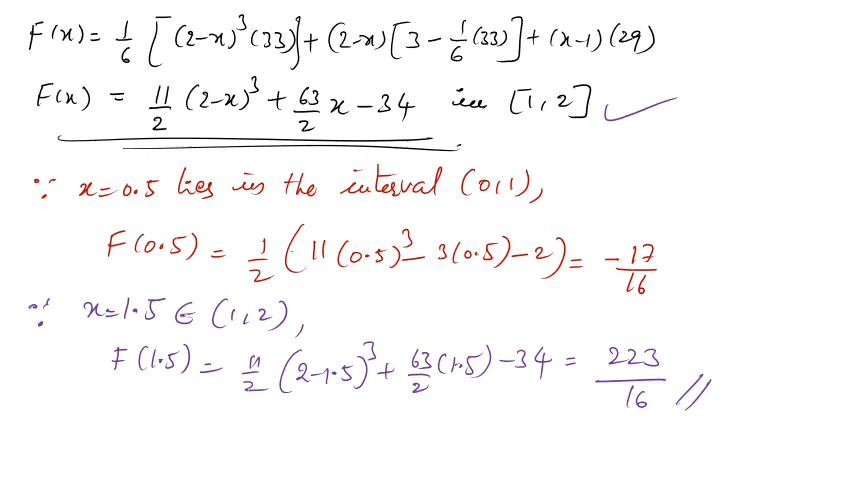 F(x) = 1/6 [(2-x)³(33)] + (2-x)[3 - 1/6(33)] + (x-1)(29)
F(x) = 11/2 (2-x)³ + 63/2 x - 34 in [1,2] ✓
∵ x=0.5 lies in the interval (0,1),
F(0.5) = 1/2 (11(0.5)³ - 3(0.5) - 2) = -17/16
∵ x=1.5 ∈ (1,2),
F(1.5) = 11/2 (2-1.5)³ + 63/2 (1.5) - 34 = 223/16 //